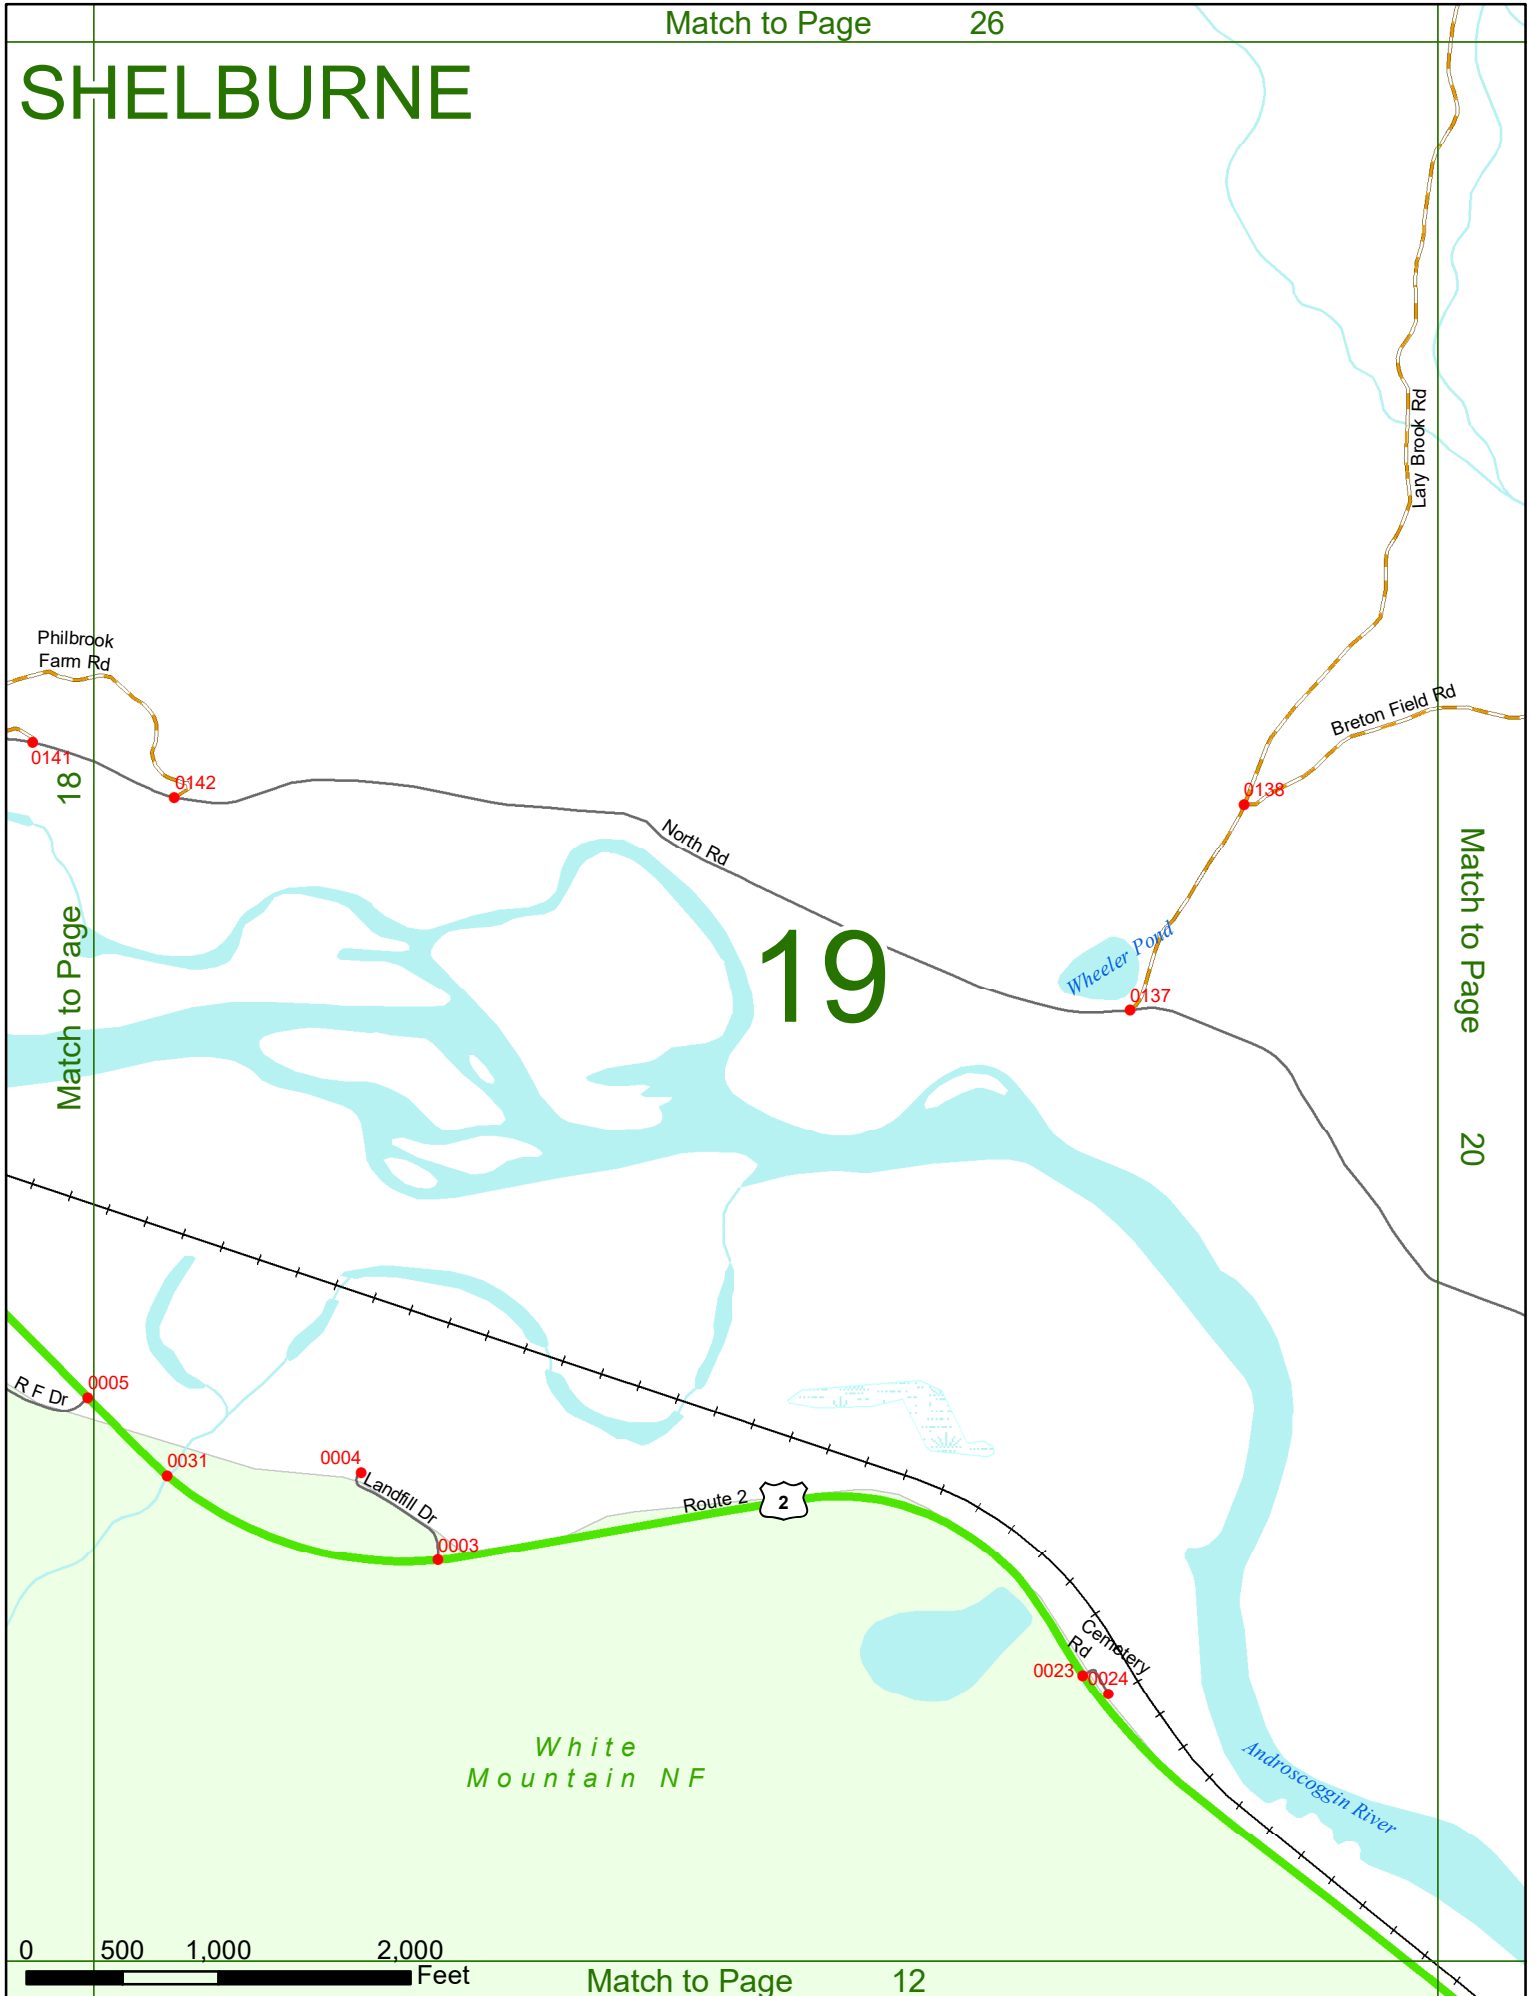 Match to Page 26
SHELBURNE
Lary Brook Rd
Philbrook
Farm Rd
Breton Field Rd
0141
0142
0138
North Rd
Match to Page 18
19
Wheeler Pond
0137
Match to Page 20
R F Dr
0005
0031
0004
Landfill Dr
0003
Route 2
2
Cemetery
Rd
0023
0024
White
Mountain NF
Androscoggin River
0 500 1,000 2,000
Feet
Match to Page 12